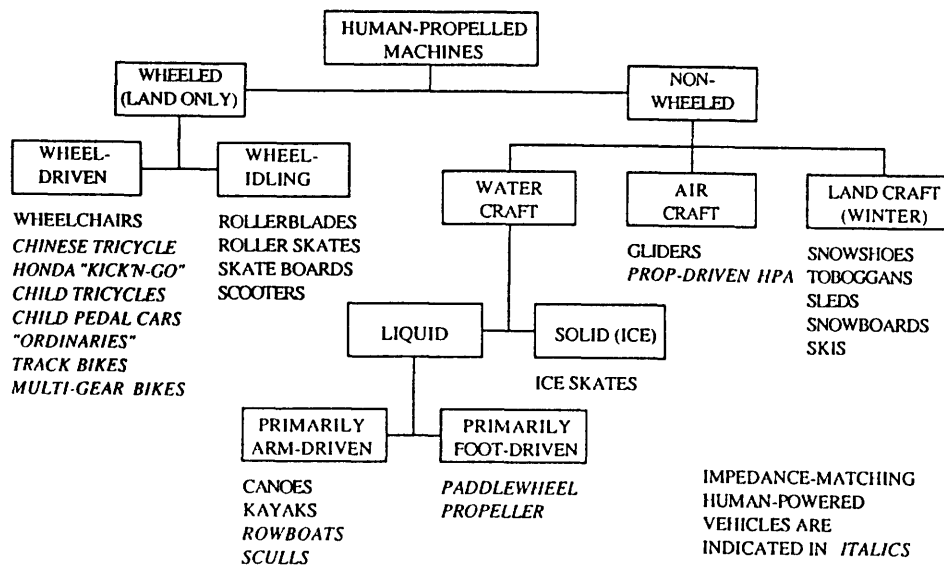 HUMAN-PROPELLED
MACHINES
WHEELED
(LAND ONLY)
NON-
WHEELED
WHEEL-
DRIVEN
WHEEL-
IDLING
WATER
CRAFT
AIR
CRAFT
LAND CRAFT
(WINTER)
WHEELCHAIRS
CHINESE TRICYCLE
HONDA "KICK'N-GO"
CHILD TRICYCLES
CHILD PEDAL CARS
"ORDINARIES"
TRACK BIKES
MULTI-GEAR BIKES
ROLLERBLADES
ROLLER SKATES
SKATE BOARDS
SCOOTERS
GLIDERS
PROP-DRIVEN HPA
SNOWSHOES
TOBOGGANS
SLEDS
SNOWBOARDS
SKIS
LIQUID
SOLID (ICE)
ICE SKATES
PRIMARILY
ARM-DRIVEN
PRIMARILY
FOOT-DRIVEN
CANOES
KAYAKS
ROWBOATS
SCULLS
PADDLEWHEEL
PROPELLER
IMPEDANCE-MATCHING
HUMAN-POWERED
VEHICLES ARE
INDICATED IN ITALICS